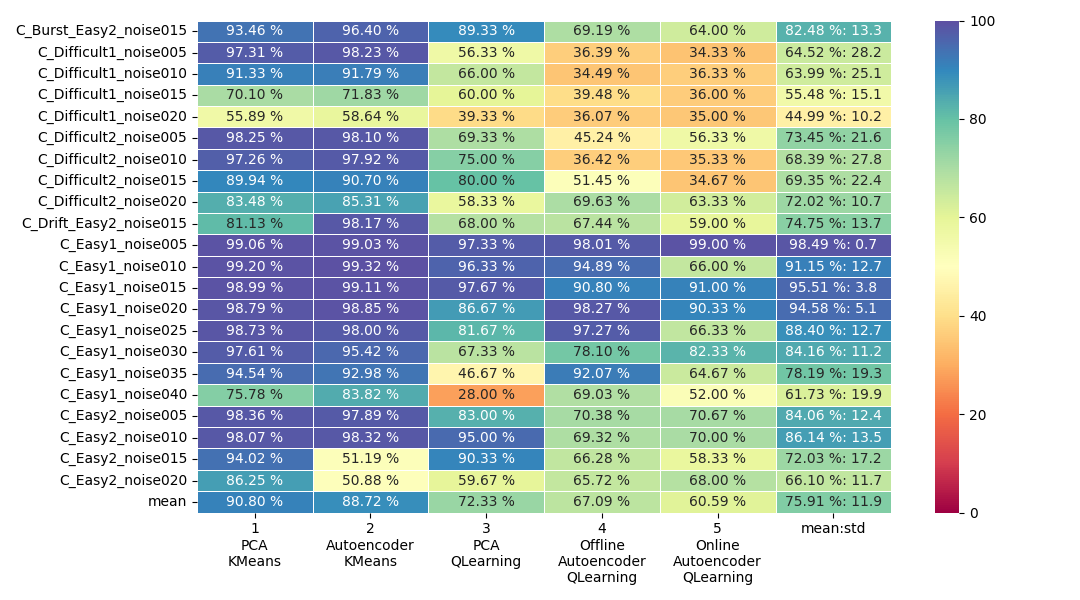 C_Burst_Easy2_noise015 93.46 % 96.40 % 89.33 % 69.19 % 64.00 % 82.48 %: 13.3
C_Difficult1_noise005 97.31 % 98.23 % 56.33 % 36.39 % 34.33 % 64.52 %: 28.2
C_Difficult1_noise010 91.33 % 91.79 % 66.00 % 34.49 % 36.33 % 63.99 %: 25.1
C_Difficult1_noise015 70.10 % 71.83 % 60.00 % 39.48 % 36.00 % 55.48 %: 15.1
C_Difficult1_noise020 55.89 % 58.64 % 39.33 % 36.07 % 35.00 % 44.99 %: 10.2
C_Difficult2_noise005 98.25 % 98.10 % 69.33 % 45.24 % 56.33 % 73.45 %: 21.6
C_Difficult2_noise010 97.26 % 97.92 % 75.00 % 36.42 % 35.33 % 68.39 %: 27.8
C_Difficult2_noise015 89.94 % 90.70 % 80.00 % 51.45 % 34.67 % 69.35 %: 22.4
C_Difficult2_noise020 83.48 % 85.31 % 58.33 % 69.63 % 63.33 % 72.02 %: 10.7
C_Drift_Easy2_noise015 81.13 % 98.17 % 68.00 % 67.44 % 59.00 % 74.75 %: 13.7
C_Easy1_noise005 99.06 % 99.03 % 97.33 % 98.01 % 99.00 % 98.49 %: 0.7
C_Easy1_noise010 99.20 % 99.32 % 96.33 % 94.89 % 66.00 % 91.15 %: 12.7
C_Easy1_noise015 98.99 % 99.11 % 97.67 % 90.80 % 91.00 % 95.51 %: 3.8
C_Easy1_noise020 98.79 % 98.85 % 86.67 % 98.27 % 90.33 % 94.58 %: 5.1
C_Easy1_noise025 98.73 % 98.00 % 81.67 % 97.27 % 66.33 % 88.40 %: 12.7
C_Easy1_noise030 97.61 % 95.42 % 67.33 % 78.10 % 82.33 % 84.16 %: 11.2
C_Easy1_noise035 94.54 % 92.98 % 46.67 % 92.07 % 64.67 % 78.19 %: 19.3
C_Easy1_noise040 75.78 % 83.82 % 28.00 % 69.03 % 52.00 % 61.73 %: 19.9
C_Easy2_noise005 98.36 % 97.89 % 83.00 % 70.38 % 70.67 % 84.06 %: 12.4
C_Easy2_noise010 98.07 % 98.32 % 95.00 % 69.32 % 70.00 % 86.14 %: 13.5
C_Easy2_noise015 94.02 % 51.19 % 90.33 % 66.28 % 58.33 % 72.03 %: 17.2
C_Easy2_noise020 86.25 % 50.88 % 59.67 % 65.72 % 68.00 % 66.10 %: 11.7
mean 90.80 % 88.72 % 72.33 % 67.09 % 60.59 % 75.91 %: 11.9
1 2 3 4 5 mean:std
PCA Autoencoder PCA Offline Online
KMeans KMeans QLearning Autoencoder Autoencoder
QLearning QLearning
100
80
60
40
20
0